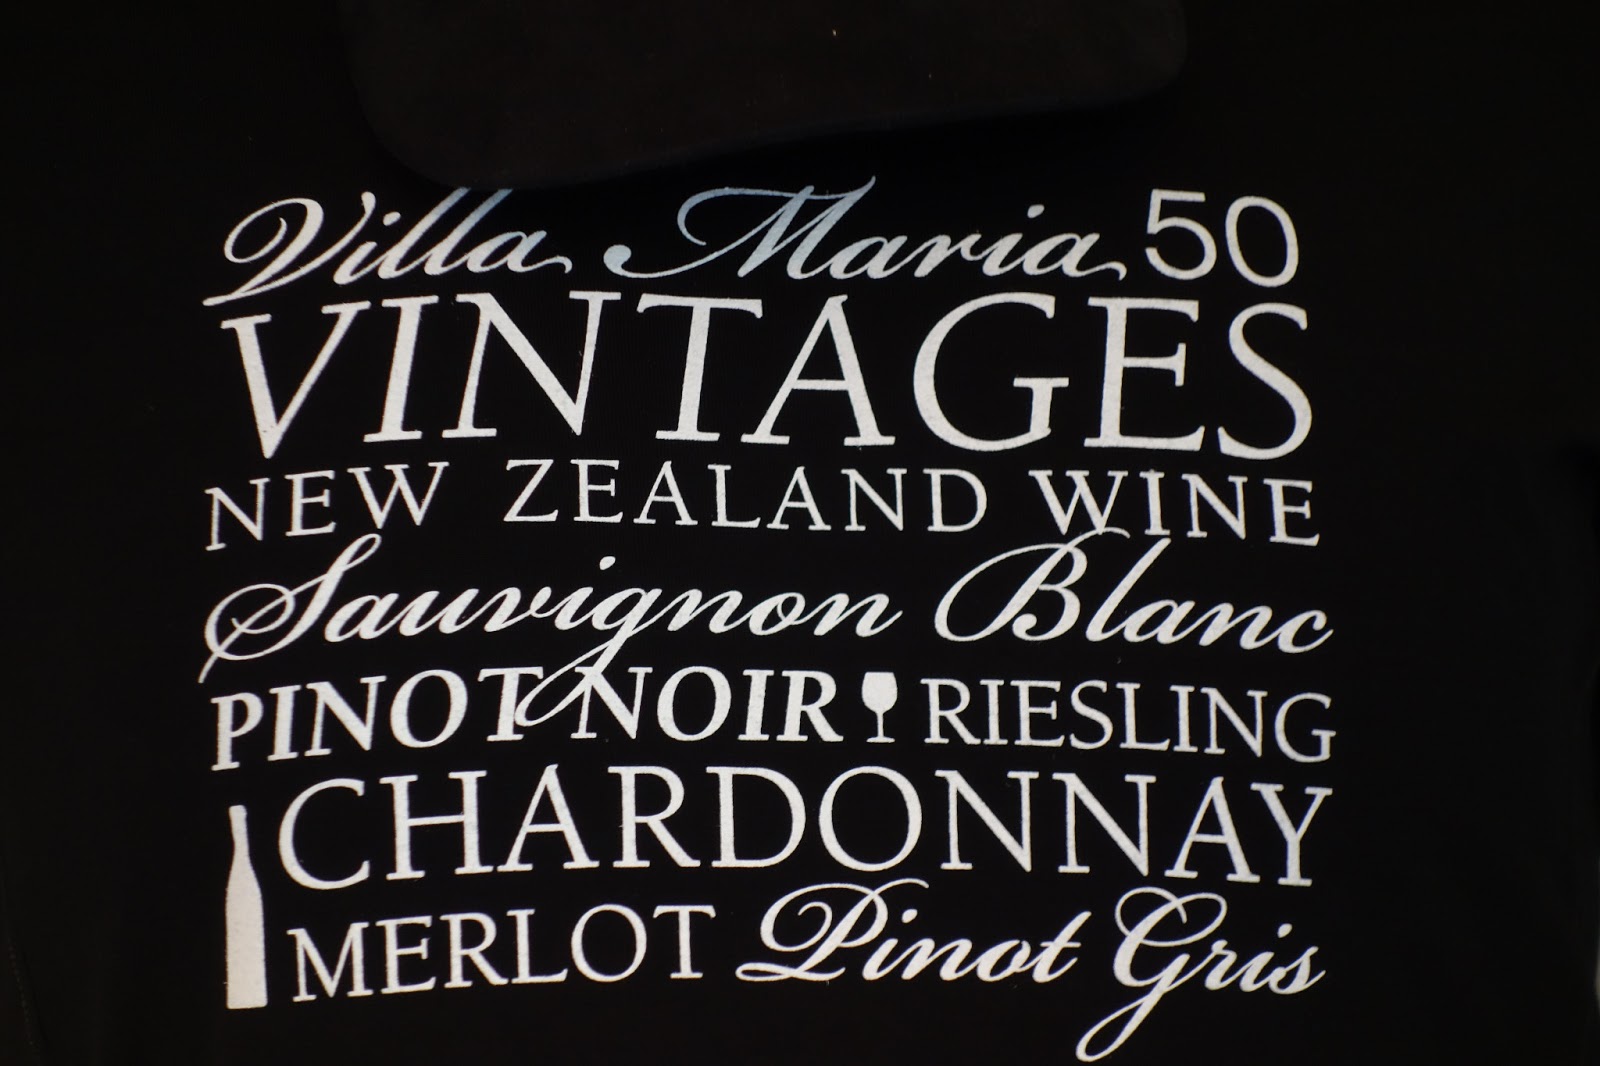 Villa Maria 50
VINTAGES
NEW ZEALAND WINE
Sauvignon Blanc
PINOT NOIR RIESLING
CHARDONNAY
MERLOT Pinot Gris